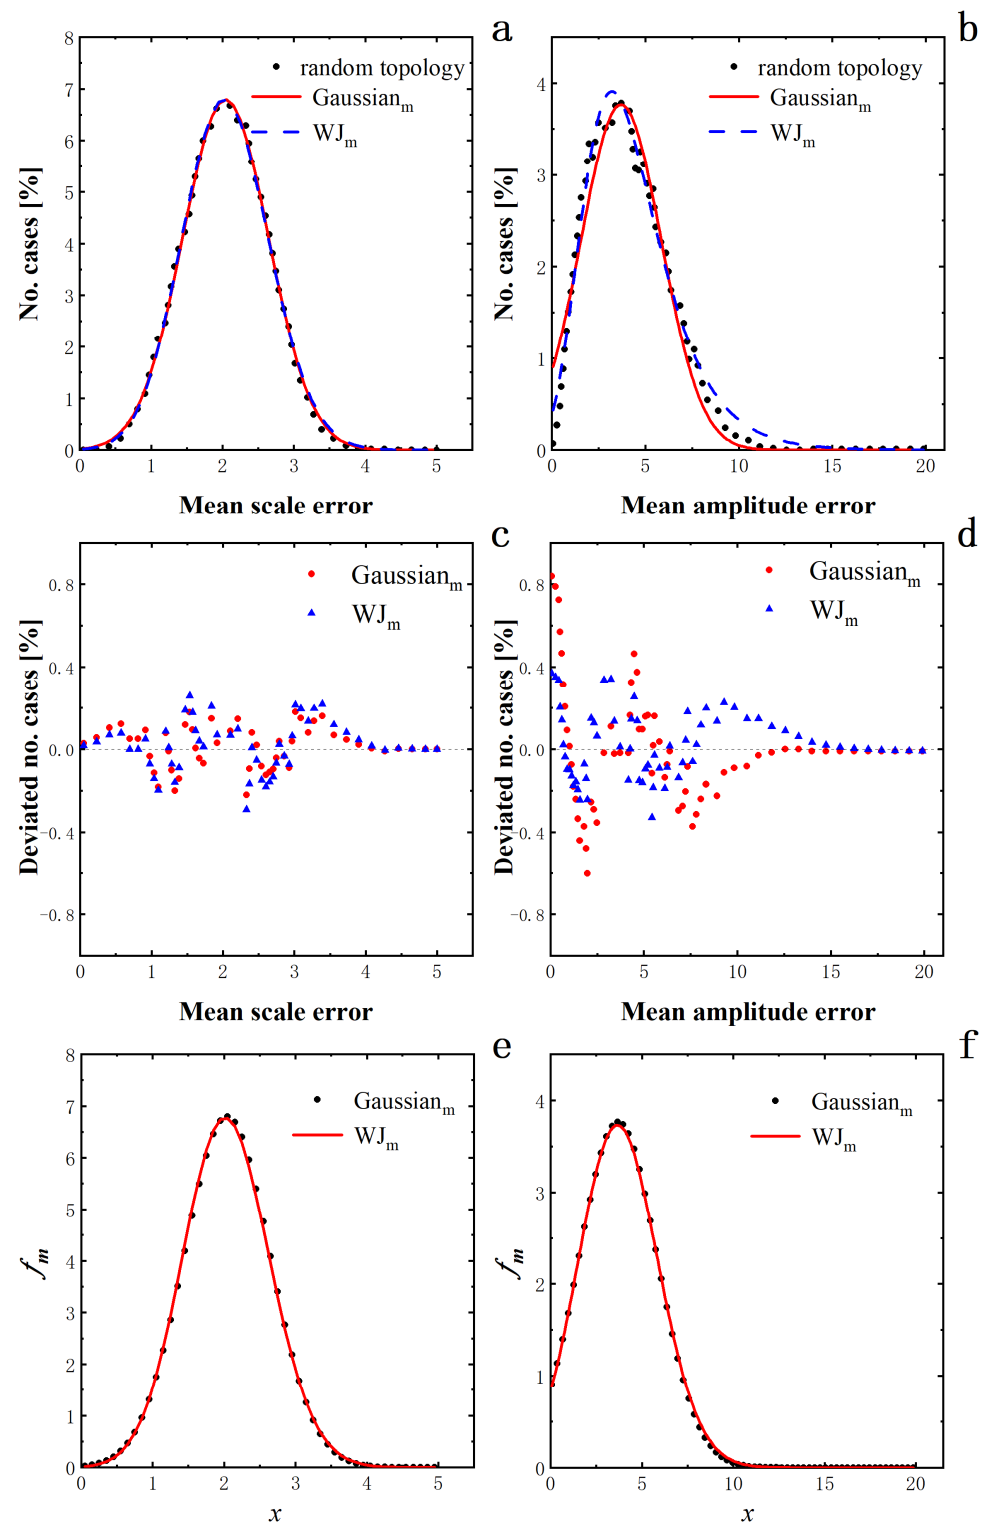 a
8
7
6
5
4
3
2
1
0
0 1 2 3 4 5
No. cases [%]
Mean scale error
random topology
Gaussianm
WJm
b
4
3
2
1
0
0 5 10 15 20
No. cases [%]
Mean amplitude error
random topology
Gaussianm
WJm
c
0.8
0.4
0.0
-0.4
-0.8
0 1 2 3 4 5
Deviated no. cases [%]
Mean scale error
Gaussianm
WJm
d
0.8
0.4
0.0
-0.4
-0.8
0 5 10 15 20
Deviated no. cases [%]
Mean amplitude error
Gaussianm
WJm
e
8
7
6
5
4
3
2
1
0
0 1 2 3 4 5
fm
x
Gaussianm
WJm
f
4
3
2
1
0
0 5 10 15 20
fm
x
Gaussianm
WJm